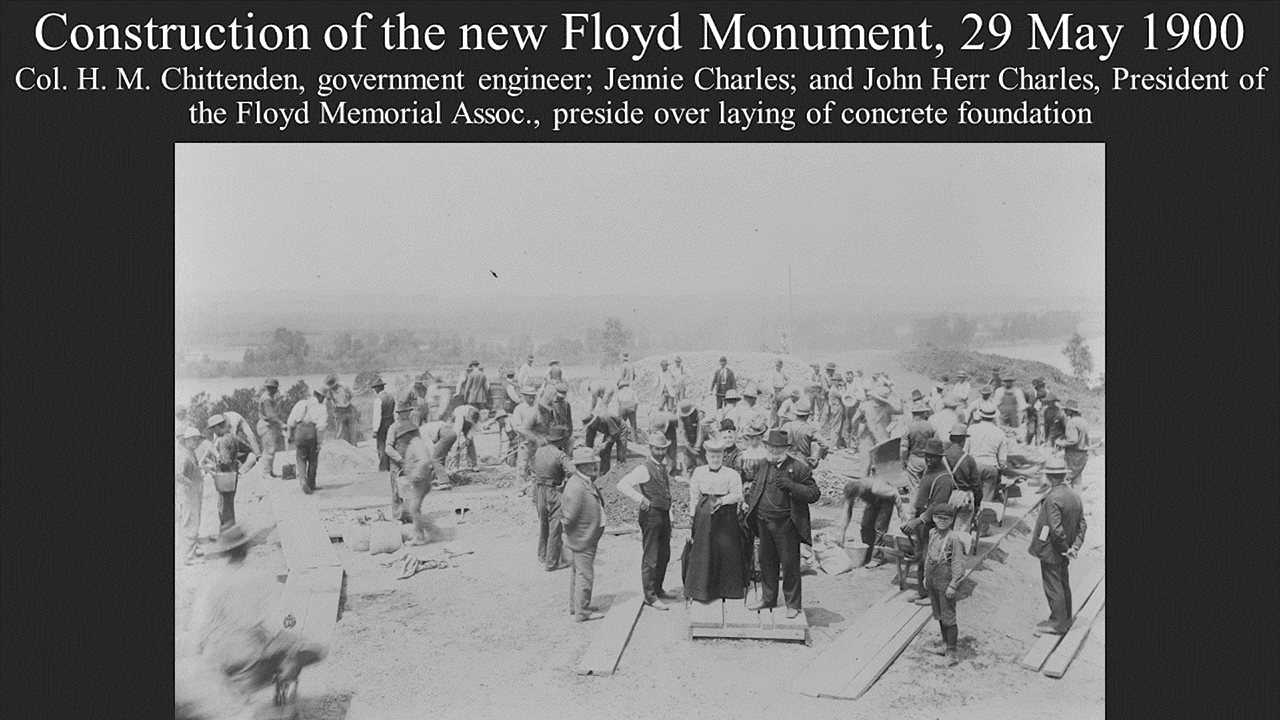 Construction of the new Floyd Monument, 29 May 1900
Col. H. M. Chittenden, government engineer; Jennie Charles; and John Herr Charles, President of
the Floyd Memorial Assoc., preside over laying of concrete foundation